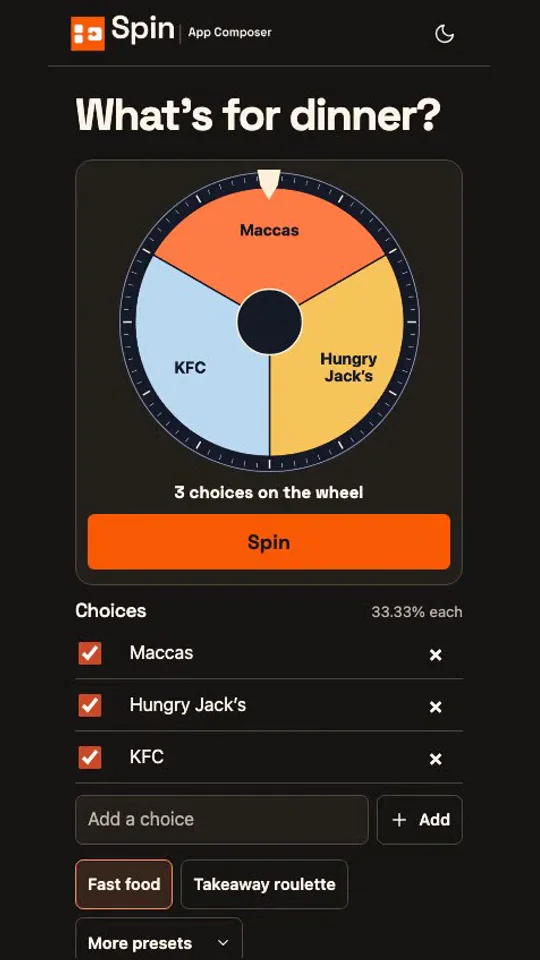 Spin | App Composer
What's for dinner?
Maccas
KFC
Hungry
Jack's
3 choices on the wheel
Spin
Choices
33.33% each
Maccas
Hungry Jack's
KFC
Add a choice
+ Add
Fast food
Takeaway roulette
More presets